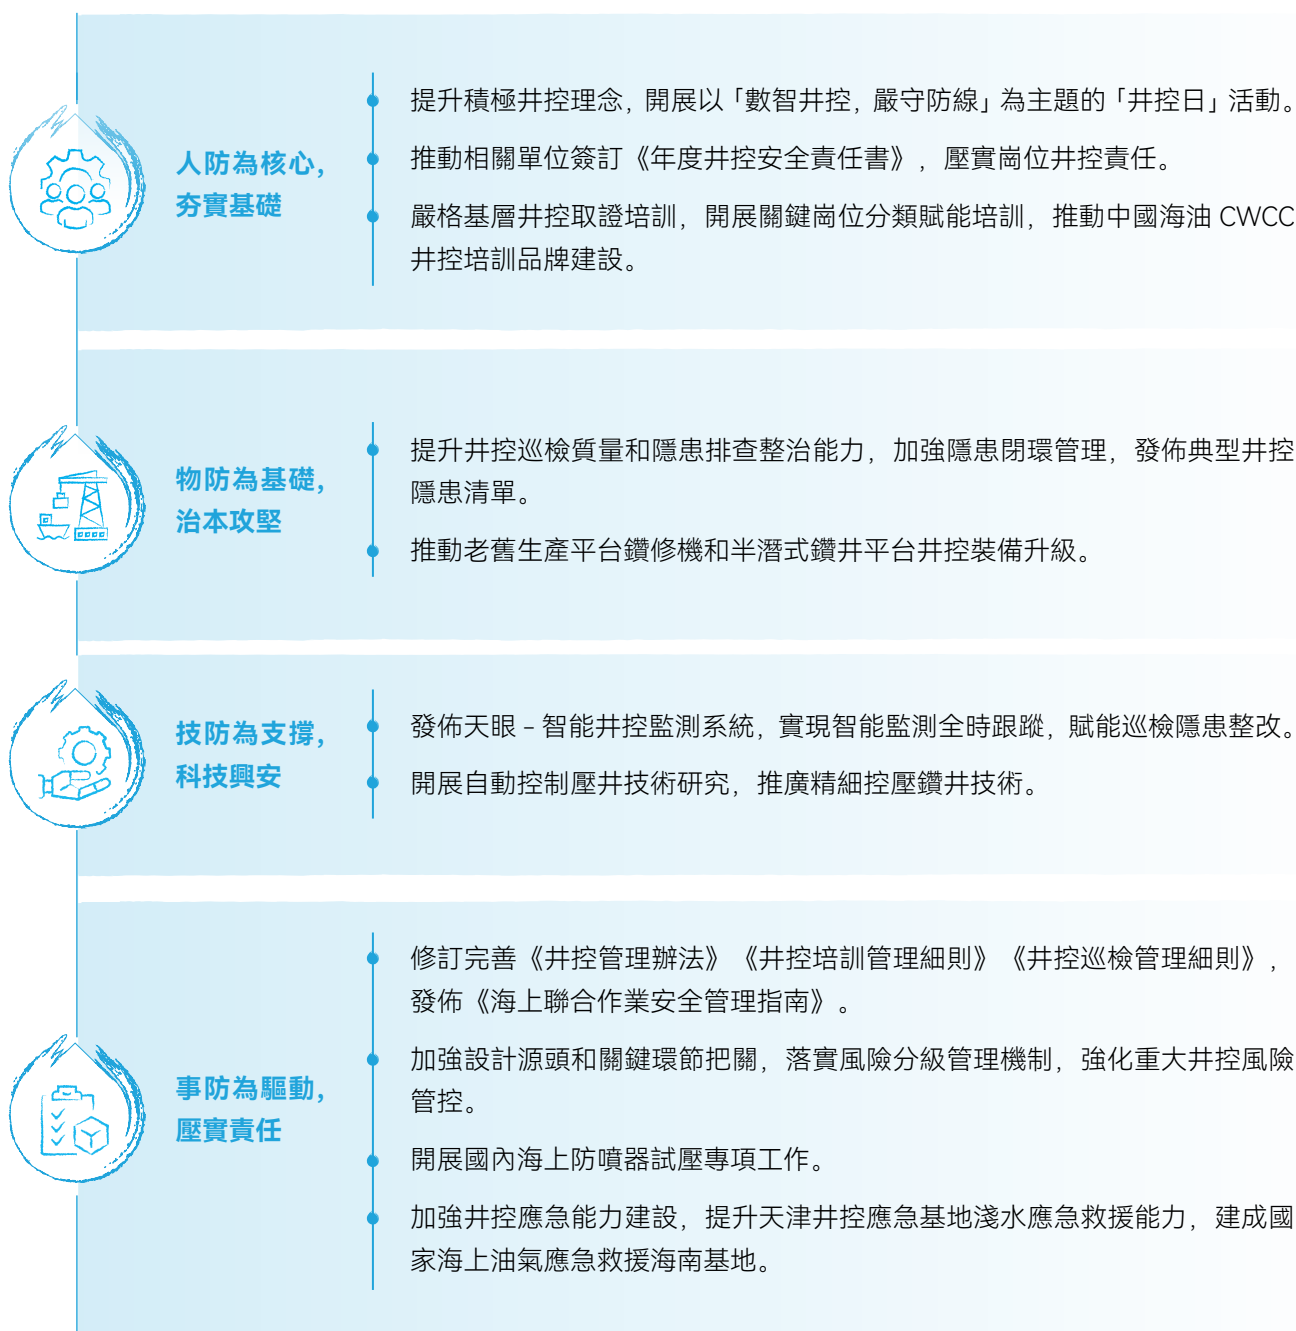 人防為核心，
夯實基礎
提升積極井控理念，開展以「數智井控，嚴守防線」為主題的「井控日」活動。
推動相關單位簽訂《年度井控安全責任書》，壓實崗位井控責任。
嚴格基層井控取證培訓，開展關鍵崗位分類賦能培訓，推動中國海油 CWCC
井控培訓品牌建設。
物防為基礎，
治本攻堅
提升井控巡檢質量和隱患排查整治能力，加強隱患閉環管理，發佈典型井控
隱患清單。
推動老舊生產平台鑽修機和半潛式鑽井平台井控裝備升級。
技防為支撐，
科技興安
發佈天眼 – 智能井控監測系統，實現智能監測全時跟蹤，賦能巡檢隱患整改。
開展自動控制壓井技術研究，推廣精細控壓鑽井技術。
事防為驅動，
壓實責任
修訂完善《井控管理辦法》《井控培訓管理細則》《井控巡檢管理細則》，
發佈《海上聯合作業安全管理指南》。
加強設計源頭和關鍵環節把關，落實風險分級管理機制，強化重大井控風險
管控。
開展國內海上防噴器試壓專項工作。
加強井控應急能力建設，提升天津井控應急基地淺水應急救援能力，建成國
家海上油氣應急救援海南基地。